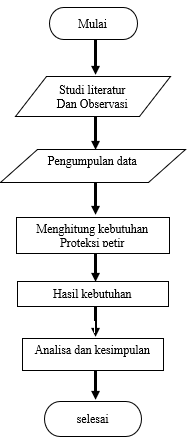 Mulai
Studi literatur
Dan Observasi
Pengumpulan data
Menghitung kebutuhan
Proteksi petir
Hasil kebutuhan
Analisa dan kesimpulan
selesai